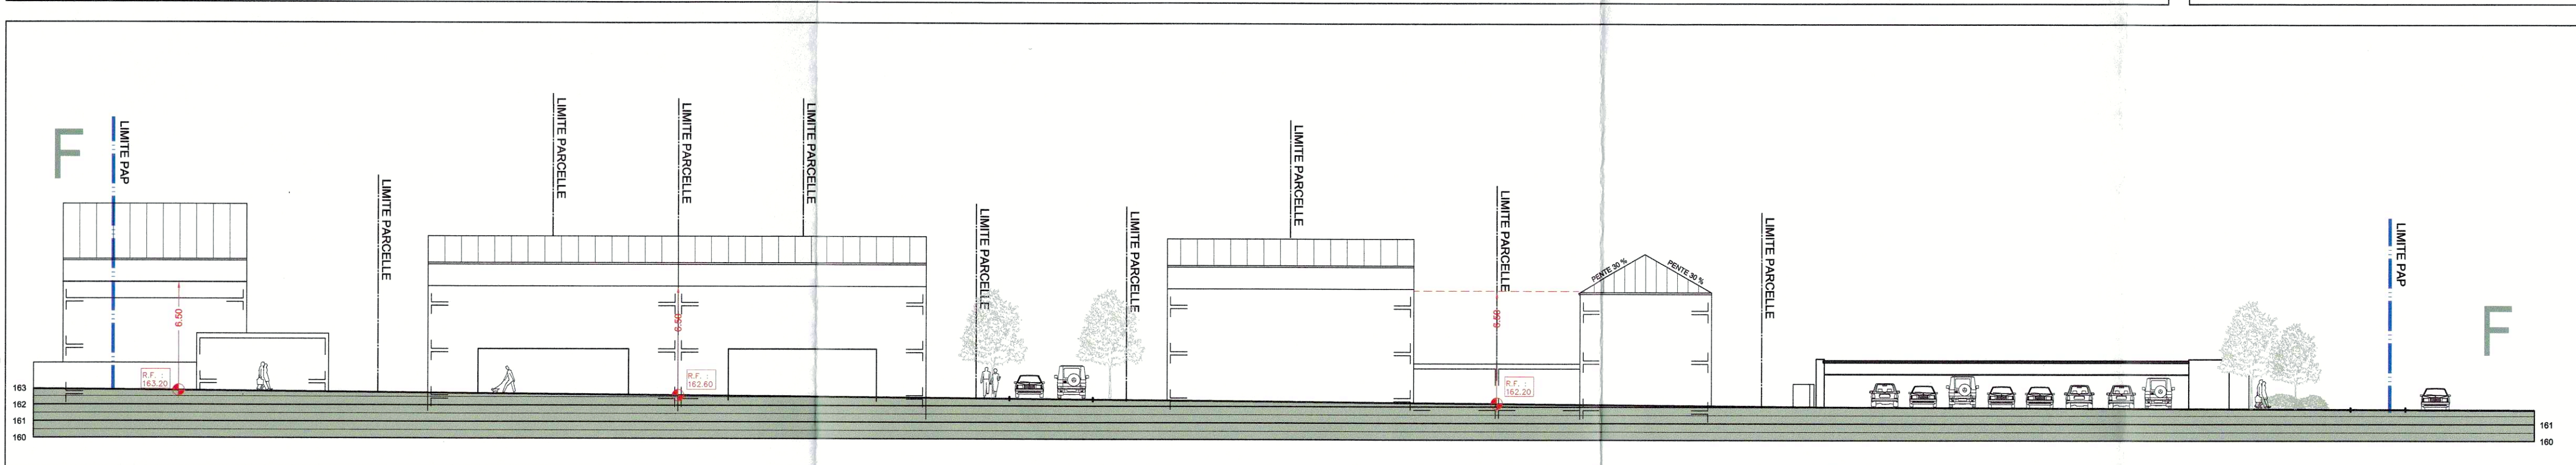 F
LIMITE PAP
LIMITE PARCELLE
LIMITE PARCELLE
LIMITE PARCELLE
LIMITE PARCELLE
LIMITE PARCELLE
LIMITE PARCELLE
LIMITE PARCELLE
LIMITE PARCELLE
LIMITE PARCELLE
LIMITE PAP
F
PENTE 30 %
PENTE 30 %
6.50
6.50
6.50
R.F. :
163.20
R.F. :
162.60
R.F. :
162.20
163
162
161
160
161
160